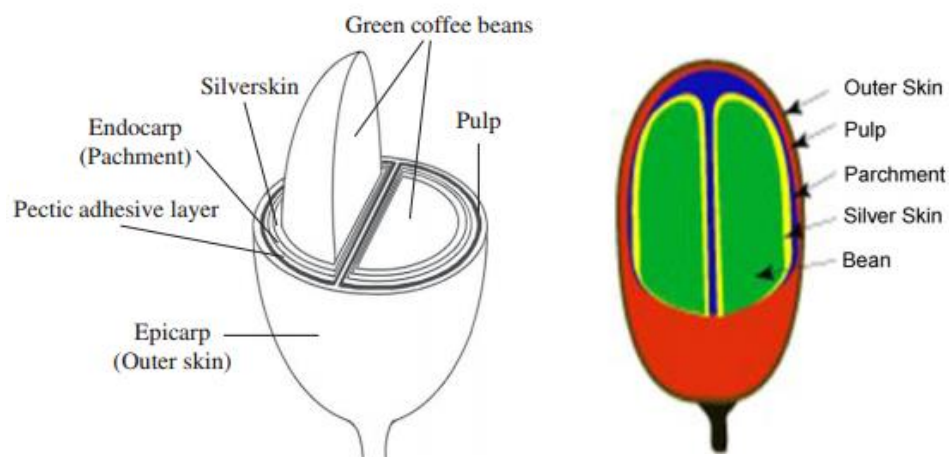 Green coffee beans
Silverskin
Pulp
Endocarp
(Pachment)
Pectic adhesive layer
Epicarp
(Outer skin)
Outer Skin
Pulp
Parchment
Silver Skin
Bean